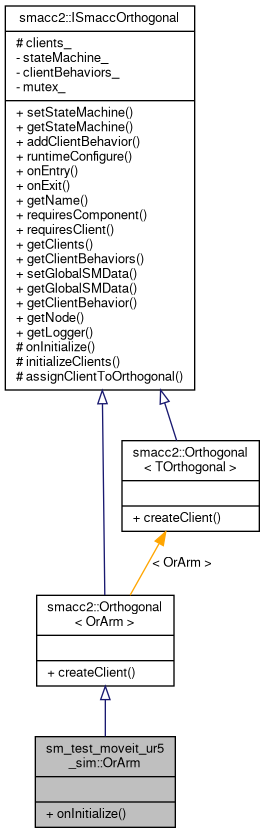 smacc2::ISmaccOrthogonal
# clients_
- stateMachine_
- clientBehaviors_
- mutex_
+ setStateMachine()
+ getStateMachine()
+ addClientBehavior()
+ runtimeConfigure()
+ onEntry()
+ onExit()
+ getName()
+ requiresComponent()
+ requiresClient()
+ getClients()
+ getClientBehaviors()
+ setGlobalSMData()
+ getGlobalSMData()
+ getClientBehavior()
+ getNode()
+ getLogger()
# onInitialize()
# initializeClients()
# assignClientToOrthogonal()
smacc2::Orthogonal
< TOrthogonal >
+ createClient()
< OrArm >
smacc2::Orthogonal
< OrArm >
+ createClient()
sm_test_moveit_ur5
_sim::OrArm
+ onInitialize()